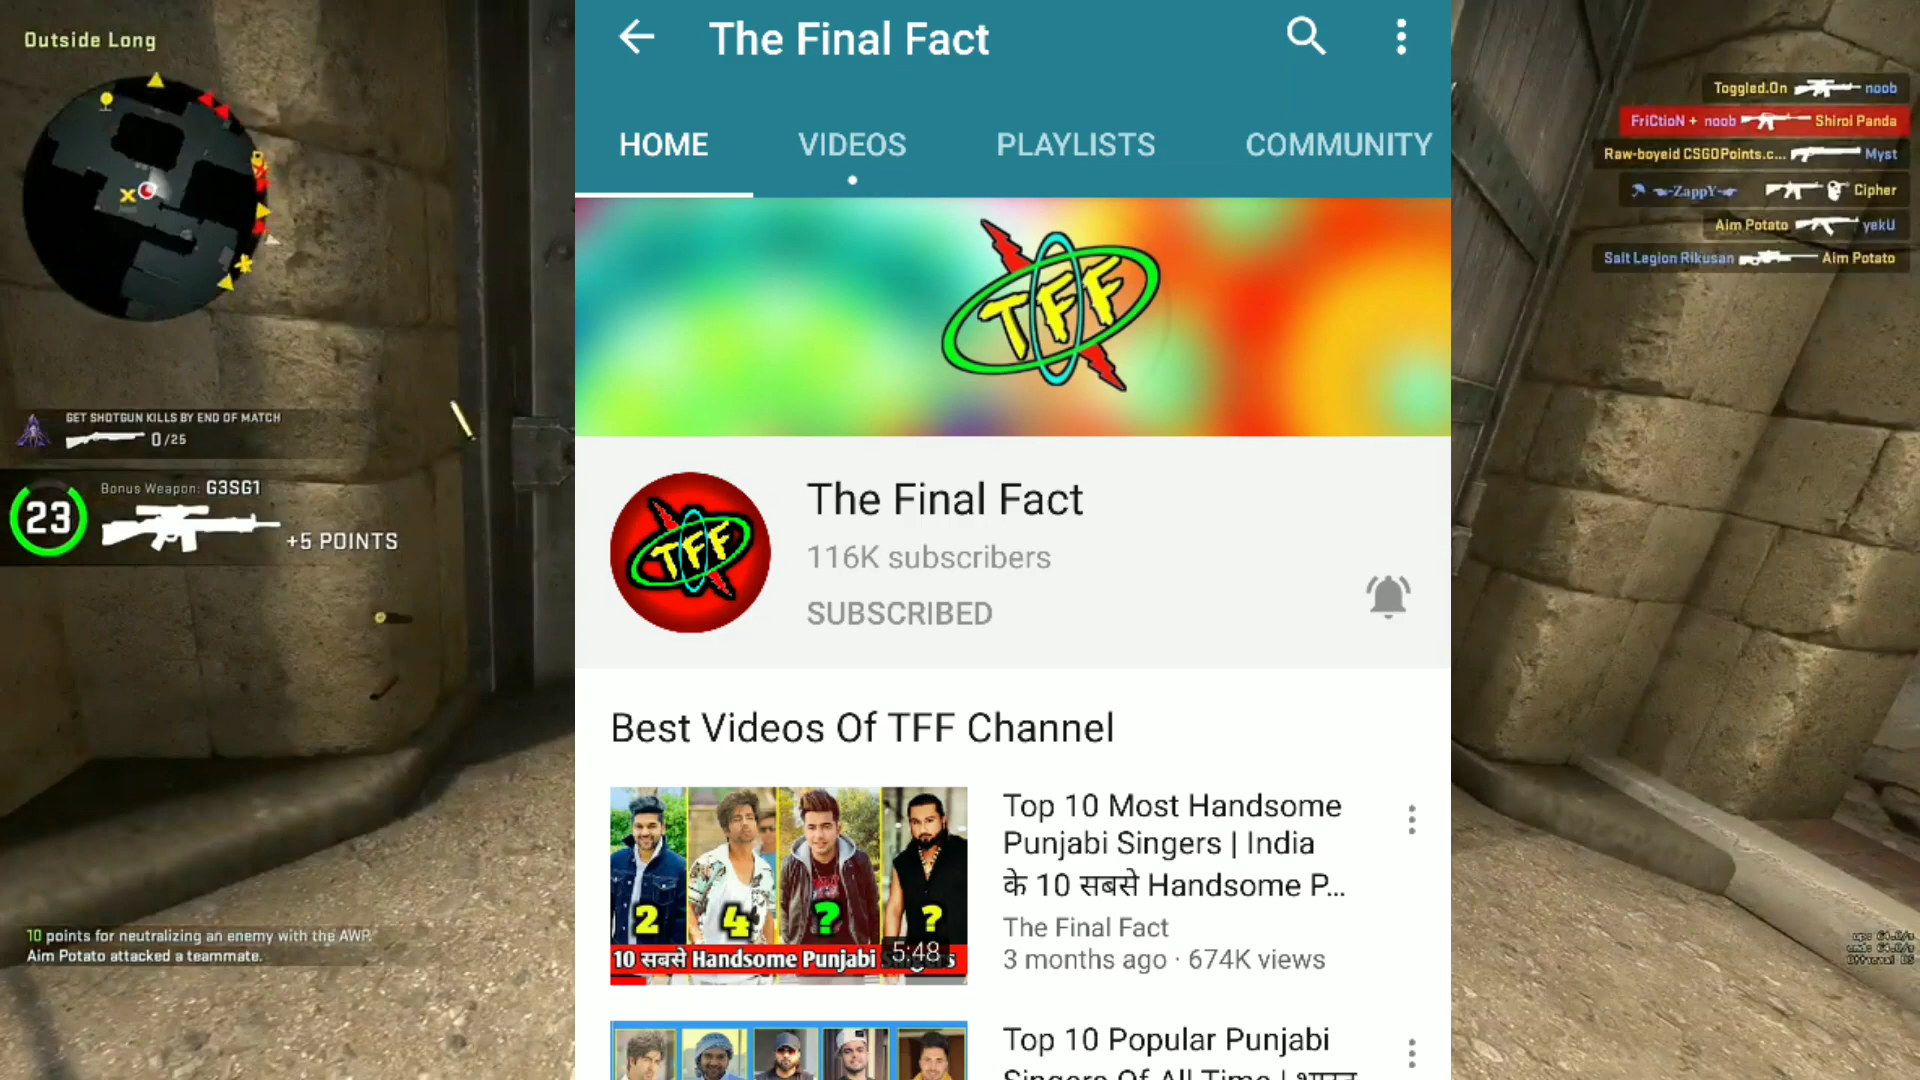 Outside Long
GET SHOTGUN KILLS BY END OF MATCH
0/25
23
Bonus Weapon: G3SG1
+5 POINTS
10 points for neutralizing an enemy with the AWP.
Aim Potato attacked a teammate.
The Final Fact
HOME VIDEOS PLAYLISTS COMMUNITY
TFF
TFF
The Final Fact
116K subscribers
SUBSCRIBED
Best Videos Of TFF Channel
2 4 ? ?
10 सबसे Handsome Punjabi
5:48
Top 10 Most Handsome
Punjabi Singers | India
के 10 सबसे Handsome P...
The Final Fact
3 months ago · 674K views
Top 10 Popular Punjabi
Singers Of All Time | भारत
Toggled.On noob
FriCtioN + noob Shiroi Panda
Raw-boyeid CSGOPoints.c... Myst
-ZappY- Cipher
Aim Potato yekU
Salt Legion Rikusan Aim Potato